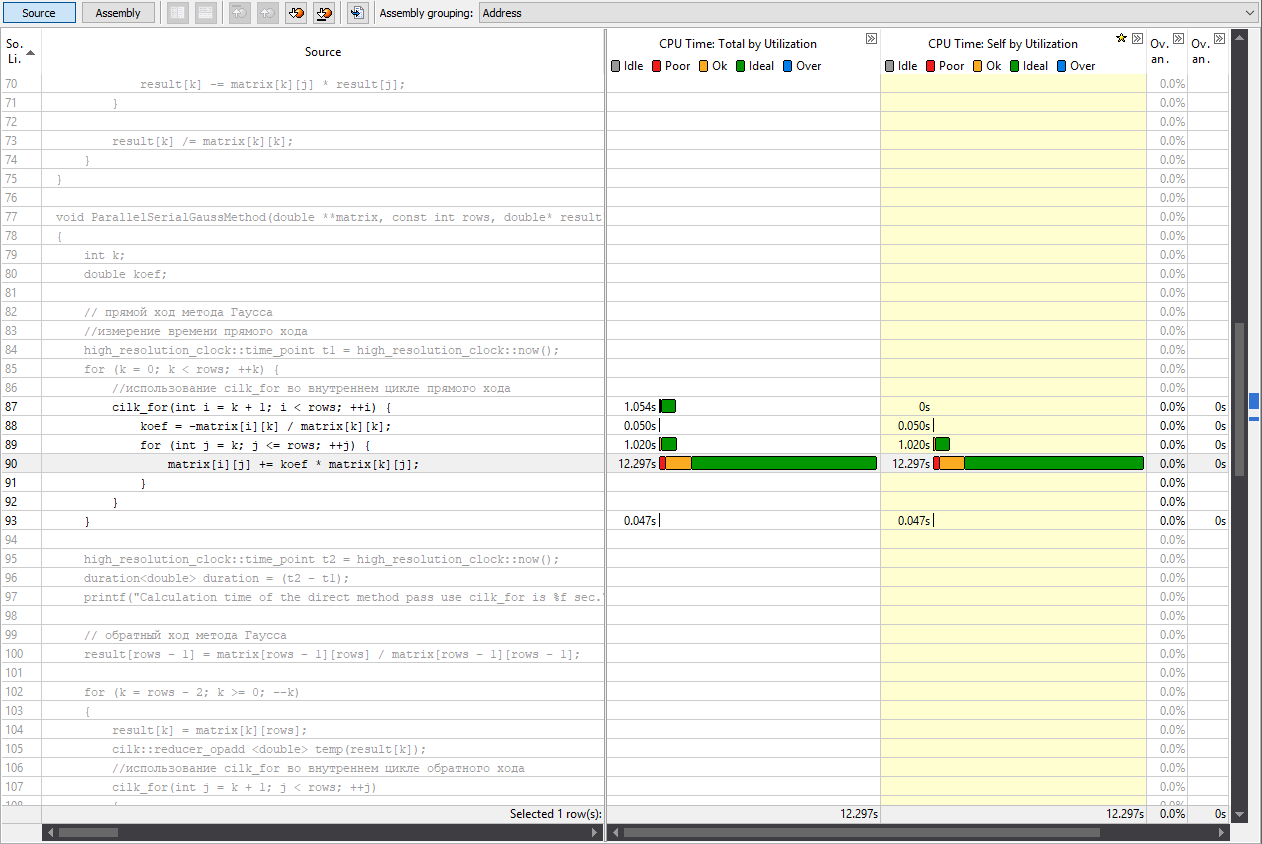 Source Assembly Assembly grouping: Address
So. Li. Source CPU Time: Total by Utilization CPU Time: Self by Utilization Ov. an. Ov. an.
Idle Poor Ok Ideal Over Idle Poor Ok Ideal Over
70 result[k] -= matrix[k][j] * result[j]; 0.0%
71 } 0.0%
72 0.0%
73 result[k] /= matrix[k][k]; 0.0%
74 } 0.0%
75 } 0.0%
76 0.0%
77 void ParallelSerialGaussMethod(double **matrix, const int rows, double* result 0.0%
78 { 0.0%
79 int k; 0.0%
80 double koef; 0.0%
81 0.0%
82 // прямой ход метода Гаусса 0.0%
83 //измерение времени прямого хода 0.0%
84 high_resolution_clock::time_point t1 = high_resolution_clock::now(); 0.0%
85 for (k = 0; k < rows; ++k) { 0.0%
86 //использование cilk_for во внутреннем цикле прямого хода 0.0%
87 cilk_for(int i = k + 1; i < rows; ++i) { 1.054s 0s 0.0% 0s
88 koef = -matrix[i][k] / matrix[k][k]; 0.050s 0.050s 0.0% 0s
89 for (int j = k; j <= rows; ++j) { 1.020s 1.020s 0.0% 0s
90 matrix[i][j] += koef * matrix[k][j]; 12.297s 12.297s 0.0% 0s
91 } 0.0%
92 } 0.0%
93 } 0.047s 0.047s 0.0% 0s
94 0.0%
95 high_resolution_clock::time_point t2 = high_resolution_clock::now(); 0.0%
96 duration<double> duration = (t2 - t1); 0.0%
97 printf("Calculation time of the direct method pass use cilk_for is %f sec. 0.0%
98 0.0%
99 // обратный ход метода Гаусса 0.0%
100 result[rows - 1] = matrix[rows - 1][rows] / matrix[rows - 1][rows - 1]; 0.0%
101 0.0%
102 for (k = rows - 2; k >= 0; --k) 0.0%
103 { 0.0%
104 result[k] = matrix[k][rows]; 0.0%
105 cilk::reducer_opadd <double> temp(result[k]); 0.0%
106 //использование cilk_for во внутреннем цикле обратного хода 0.0%
107 cilk_for(int j = k + 1; j < rows; ++j) 0.0%
Selected 1 row(s): 12.297s 12.297s 0.0% 0s